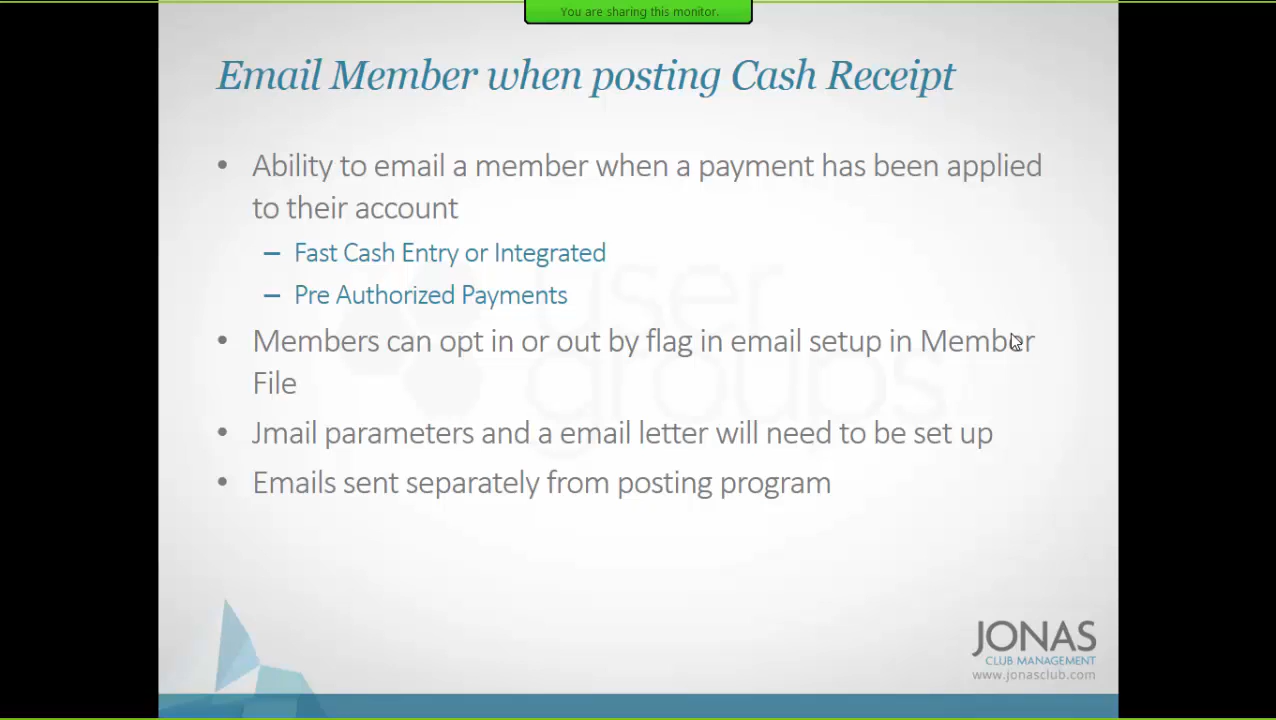 You are sharing this monitor.
Email Member when posting Cash Receipt
• Ability to email a member when a payment has been applied
to their account
– Fast Cash Entry or Integrated
– Pre Authorized Payments
• Members can opt in or out by flag in email setup in Member
File
• Jmail parameters and a email letter will need to be set up
• Emails sent separately from posting program
user
groups
JONAS
CLUB MANAGEMENT
www.jonasclub.com